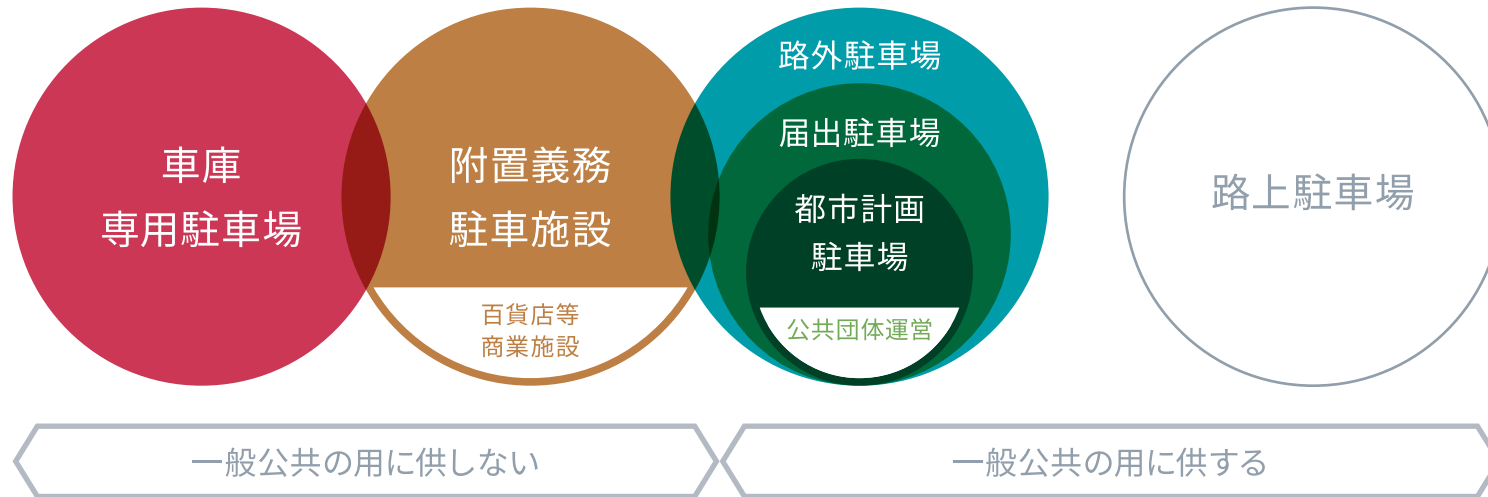 車庫
専用駐車場
附置義務
駐車施設
百貨店等
商業施設
路外駐車場
届出駐車場
都市計画
駐車場
公共団体運営
路上駐車場
一般公共の用に供しない
一般公共の用に供する